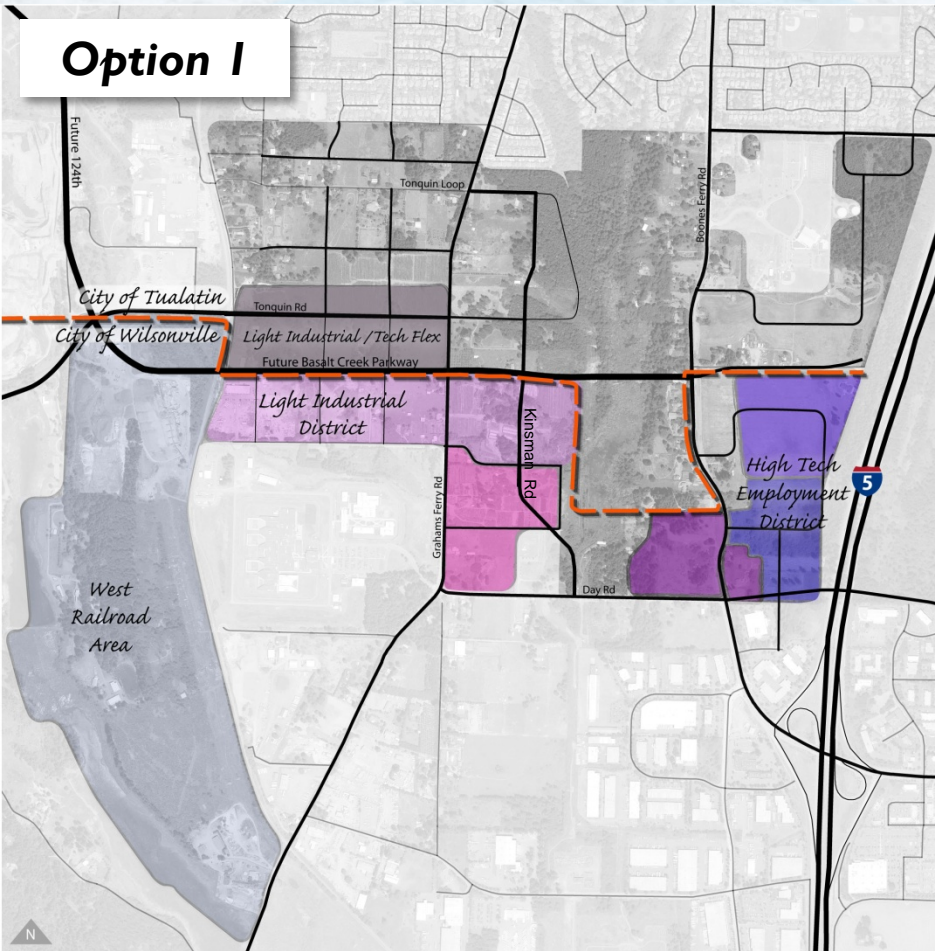 Option 1
Future 124th
Tonquin Loop
Boones Ferry Rd
City of Tualatin
Tonquin Rd
City of Wilsonville
Light Industrial / Tech Flex
Future Basalt Creek Parkway
Light Industrial
District
Kinsman Rd
Grahams Ferry Rd
High Tech
Employment
District
5
West
Railroad
Area
Day Rd
N